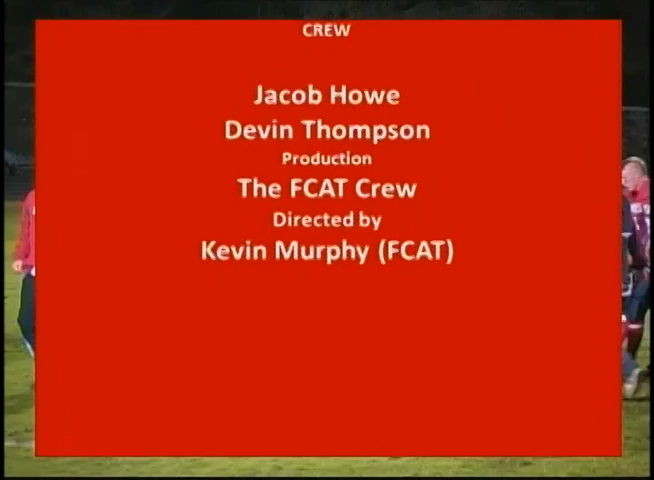 CREW
Jacob Howe
Devin Thompson
Production
The FCAT Crew
Directed by
Kevin Murphy (FCAT)